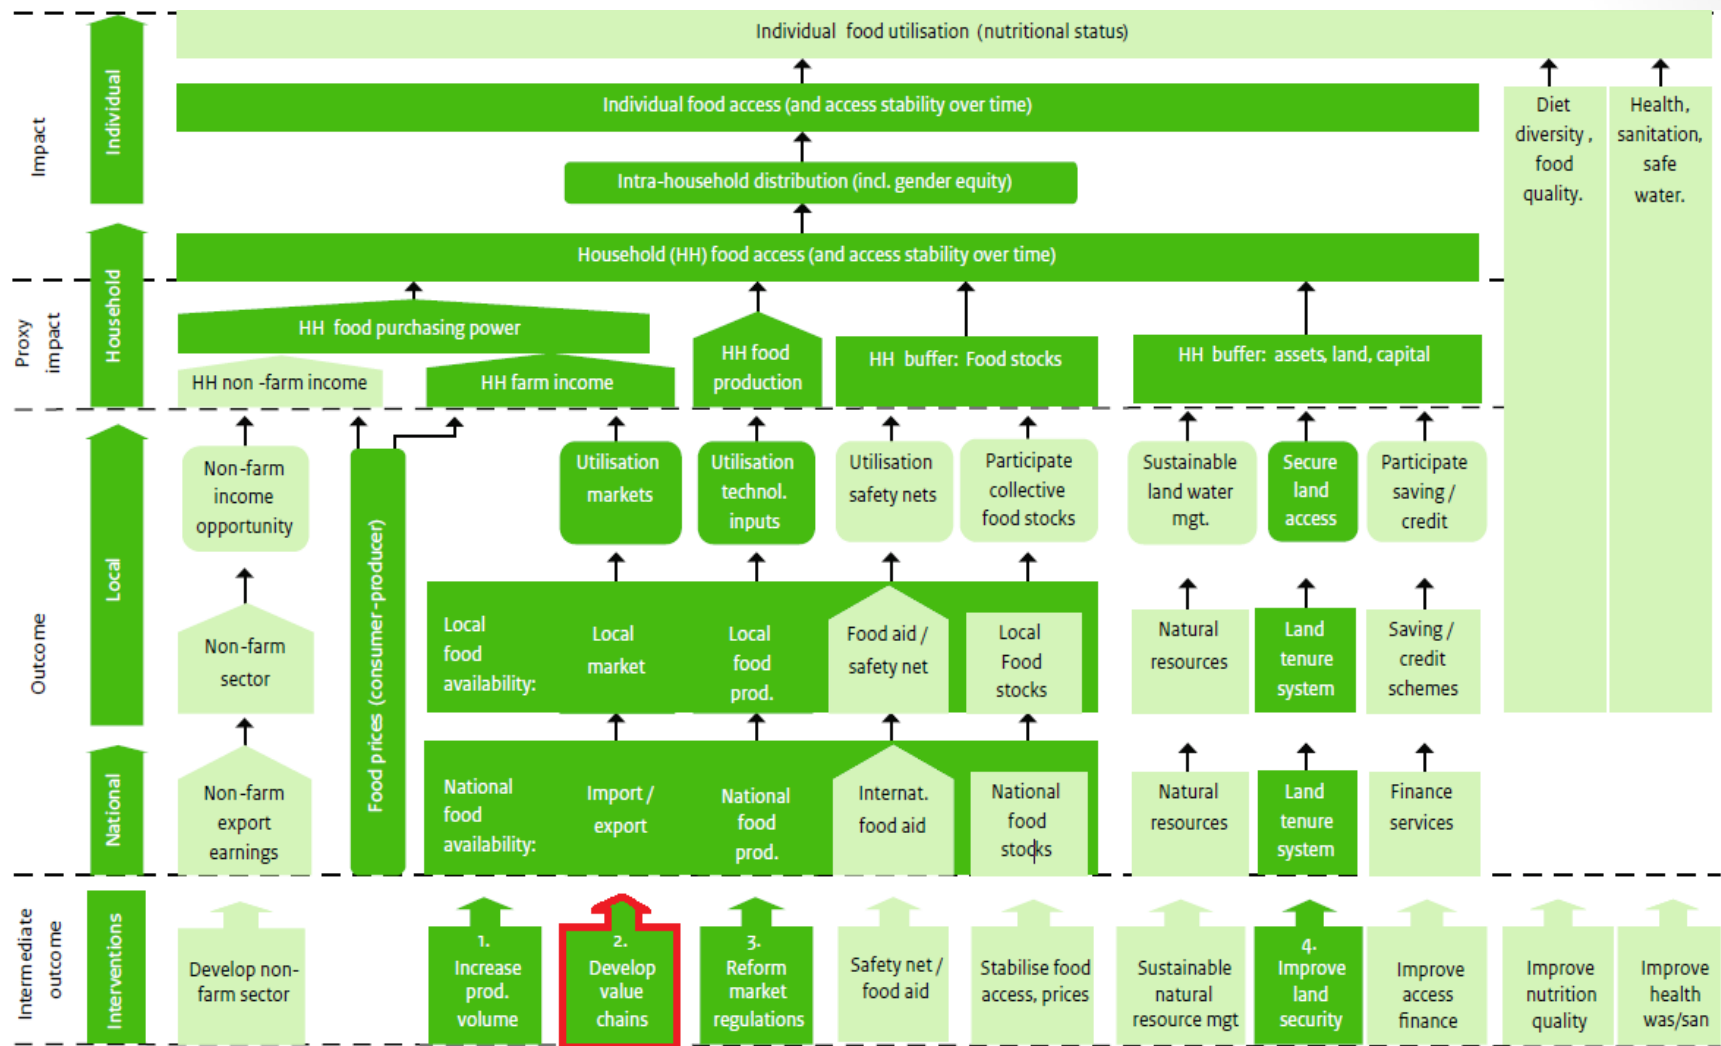 Individual food utilisation (nutritional status)
Individual food access (and access stability over time)
Intra-household distribution (incl. gender equity)
Household (HH) food access (and access stability over time)
Diet
diversity ,
food
quality.
Health,
sanitation,
safe
water.
Impact
Individual
Household
Proxy
impact
HH food purchasing power
HH non -farm income
HH farm income
HH food
production
HH buffer: Food stocks
HH buffer: assets, land, capital
Outcome
Local
National
Non-farm
income
opportunity
Food prices (consumer-producer)
Utilisation
markets
Utilisation
technol.
inputs
Utilisation
safety nets
Participate
collective
food stocks
Sustainable
land water
mgt.
Secure
land
access
Participate
saving /
credit
Non-farm
sector
Local
food
availability:
Local
market
Local
food
prod.
Food aid /
safety net
Local
Food
stocks
Natural
resources
Land
tenure
system
Saving /
credit
schemes
Non-farm
export
earnings
National
food
availability:
Import /
export
National
food
prod.
Internat.
food aid
National
food
stocks
Natural
resources
Land
tenure
system
Finance
services
Intermediate
outcome
Interventions
Develop non-
farm sector
1.
Increase
prod.
volume
2.
Develop
value
chains
3.
Reform
market
regulations
Safety net /
food aid
Stabilise food
access, prices
Sustainable
natural
resource mgt
4.
Improve
land
security
Improve
access
finance
Improve
nutrition
quality
Improve
health
was/san